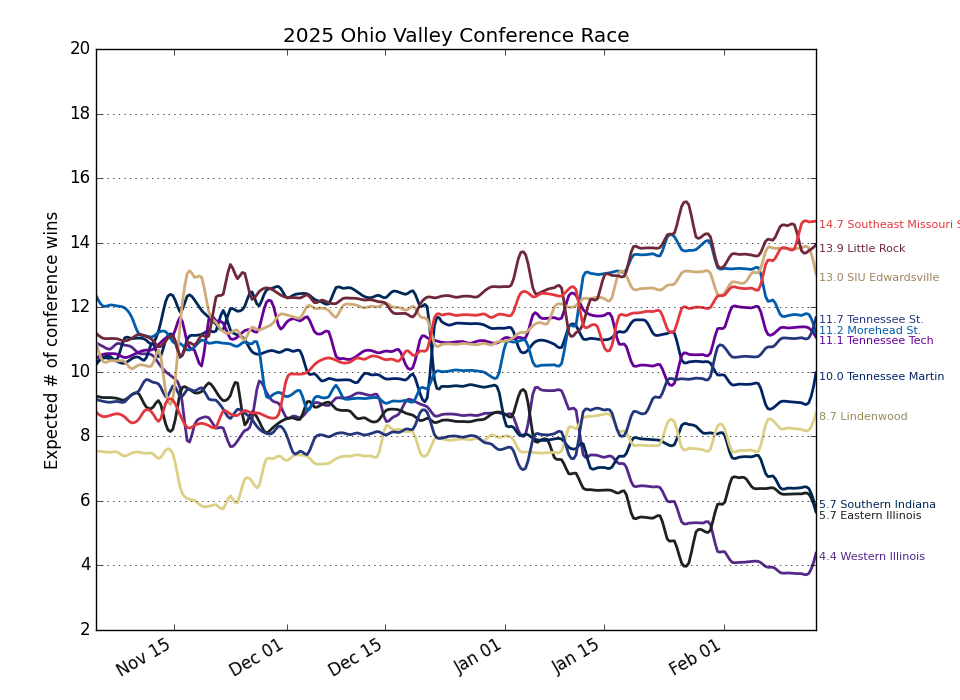 2025 Ohio Valley Conference Race
Expected # of conference wins
20
18
16
14
12
10
8
6
4
2
Nov 15
Dec 01
Dec 15
Jan 01
Jan 15
Feb 01
14.7 Southeast Missouri S
13.9 Little Rock
13.0 SIU Edwardsville
11.7 Tennessee St.
11.2 Morehead St.
11.1 Tennessee Tech
10.0 Tennessee Martin
8.7 Lindenwood
5.7 Southern Indiana
5.7 Eastern Illinois
4.4 Western Illinois